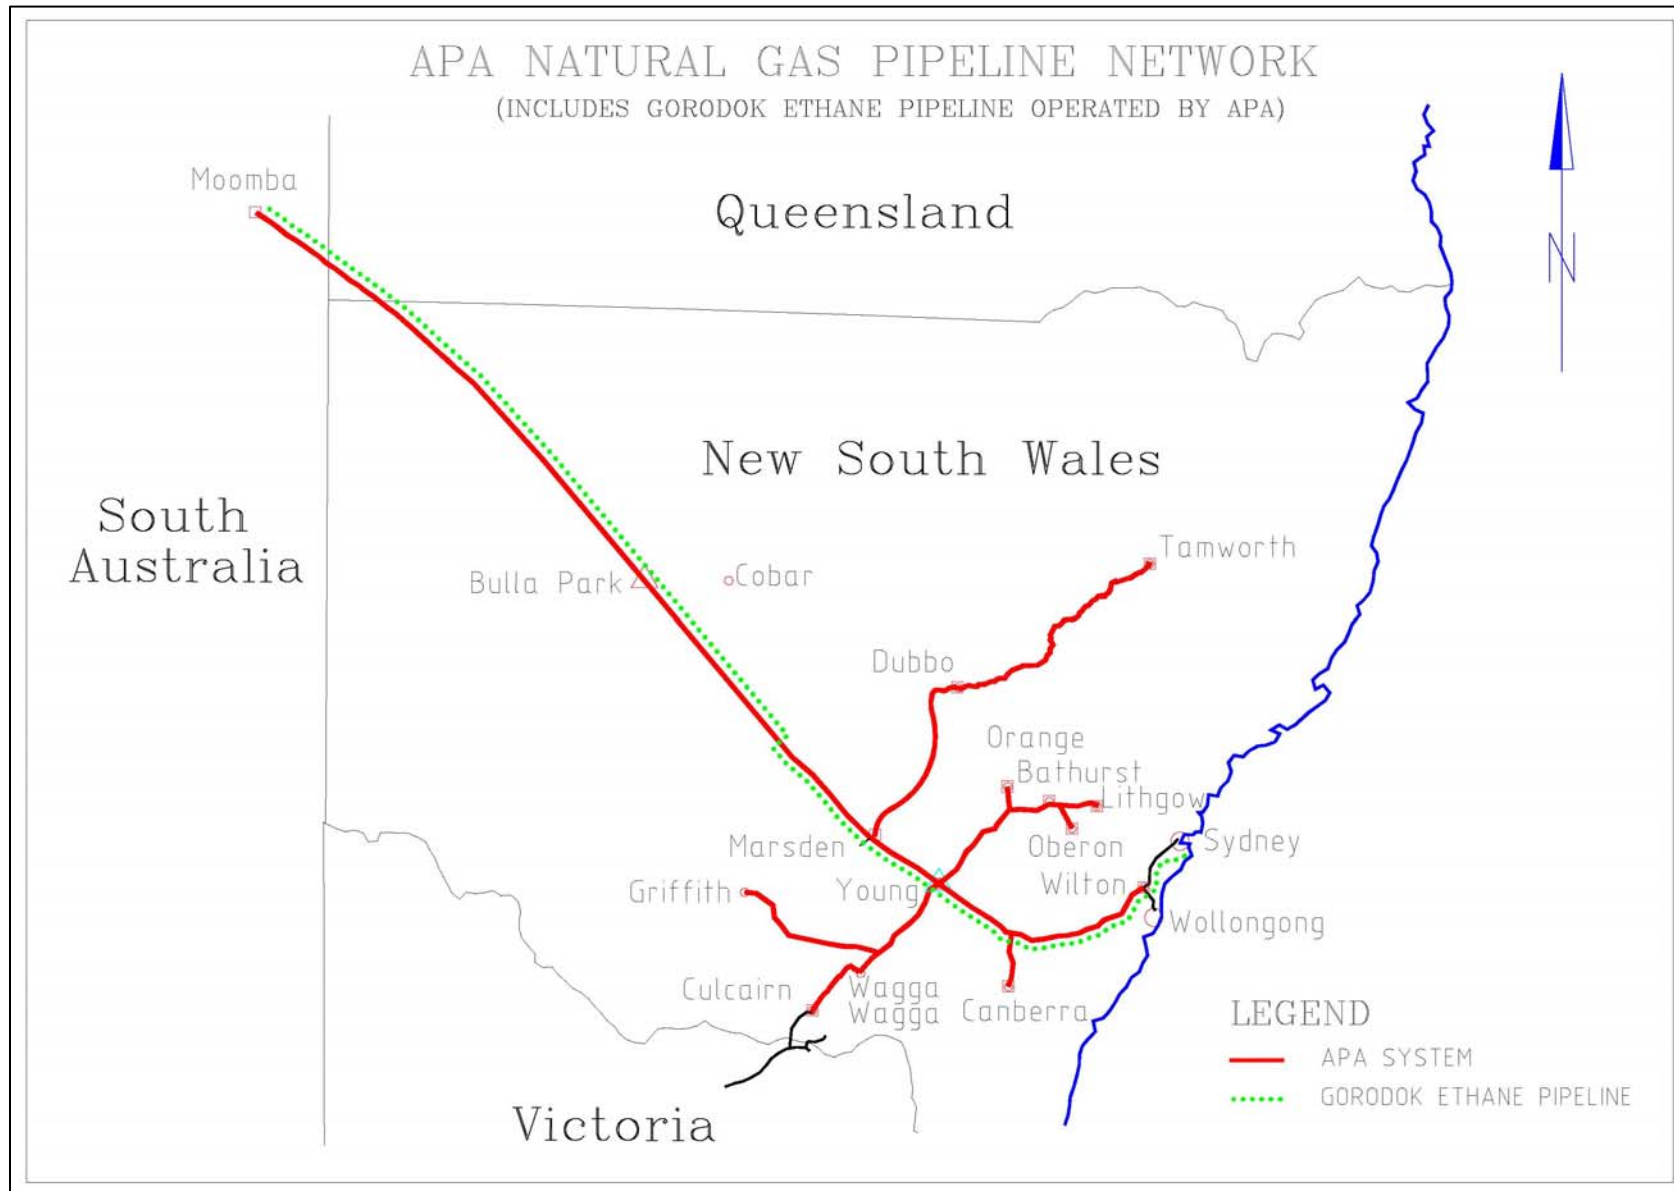 APA NATURAL GAS PIPELINE NETWORK
(INCLUDES GORODOK ETHANE PIPELINE OPERATED BY APA)
Moomba
Queensland
N
New South Wales
South
Australia
Bulla Park
Cobar
Tamworth
Dubbo
Orange
Bathurst
Lithgow
Marsden
Oberon
Sydney
Griffith
Young
Wilton
Wollongong
Culcairn
Wagga
Wagga
Canberra
Victoria
LEGEND
APA SYSTEM
GORODOK ETHANE PIPELINE